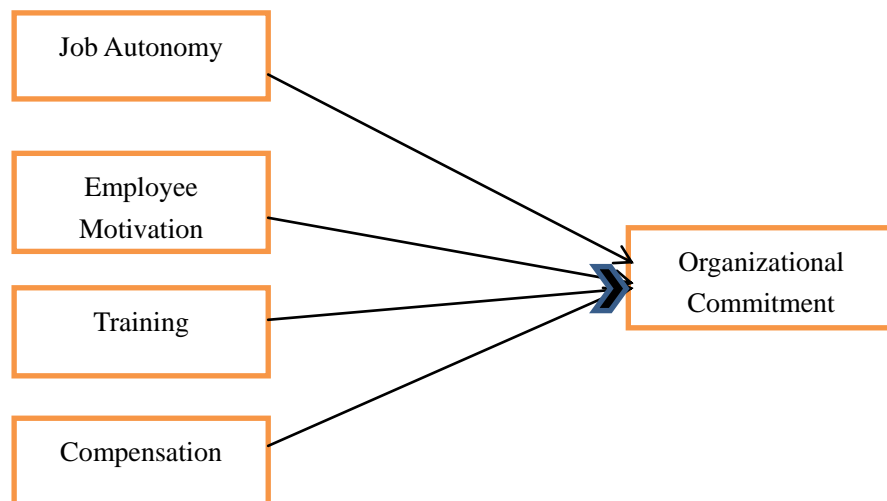 Job Autonomy
Employee
Motivation
Organizational
Commitment
Training
Compensation